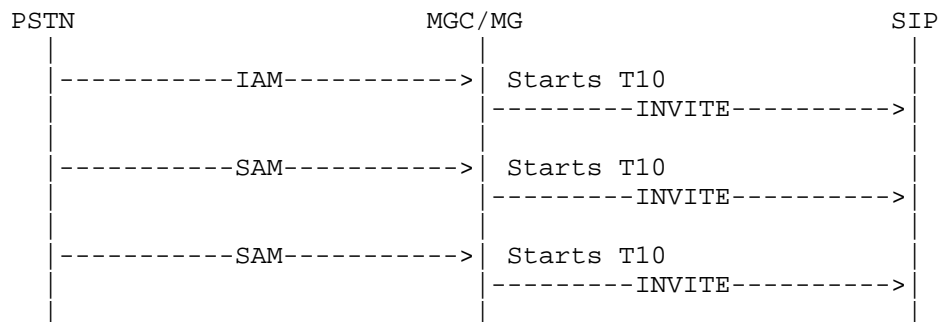 PSTN MGC/MG SIP
-----------IAM----------->| Starts T10
---------INVITE---------->
-----------SAM----------->| Starts T10
---------INVITE---------->
-----------SAM----------->| Starts T10
---------INVITE---------->